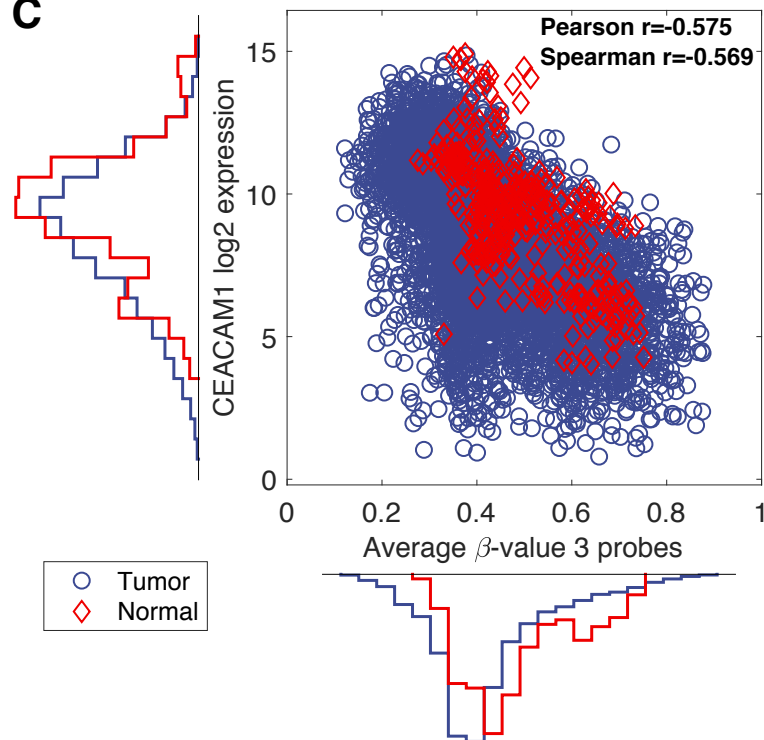 C
Pearson r=-0.575
Spearman r=-0.569
CEACAM1 log2 expression
15
10
5
0
0 0.2 0.4 0.6 0.8 1
Average β-value 3 probes
Tumor
Normal